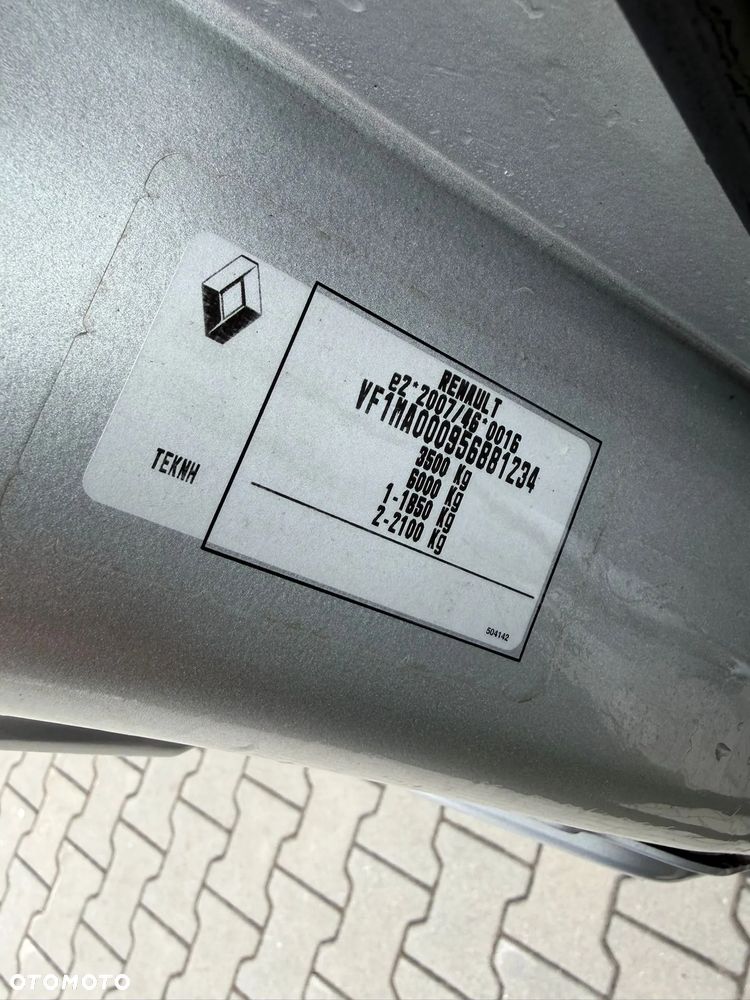 RENAULT
e2*2007/46*0016
VF1MA000956881234
3500 Kg
6000 Kg
1-1850 Kg
2-2100 Kg
TEKNH
504142
OTOMOTO